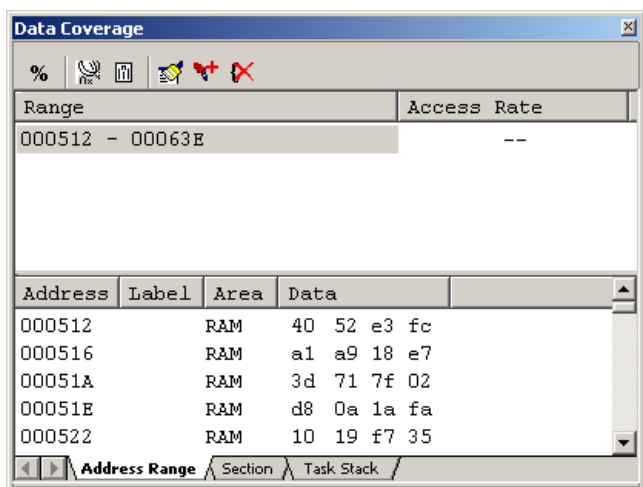 Data Coverage
%
Range Access Rate
000512 - 00063E --
Address Label Area Data
000512 RAM 40 52 e3 fc
000516 RAM a1 a9 18 e7
00051A RAM 3d 71 7f 02
00051E RAM d8 0a 1a fa
000522 RAM 10 19 f7 35
Address Range Section Task Stack